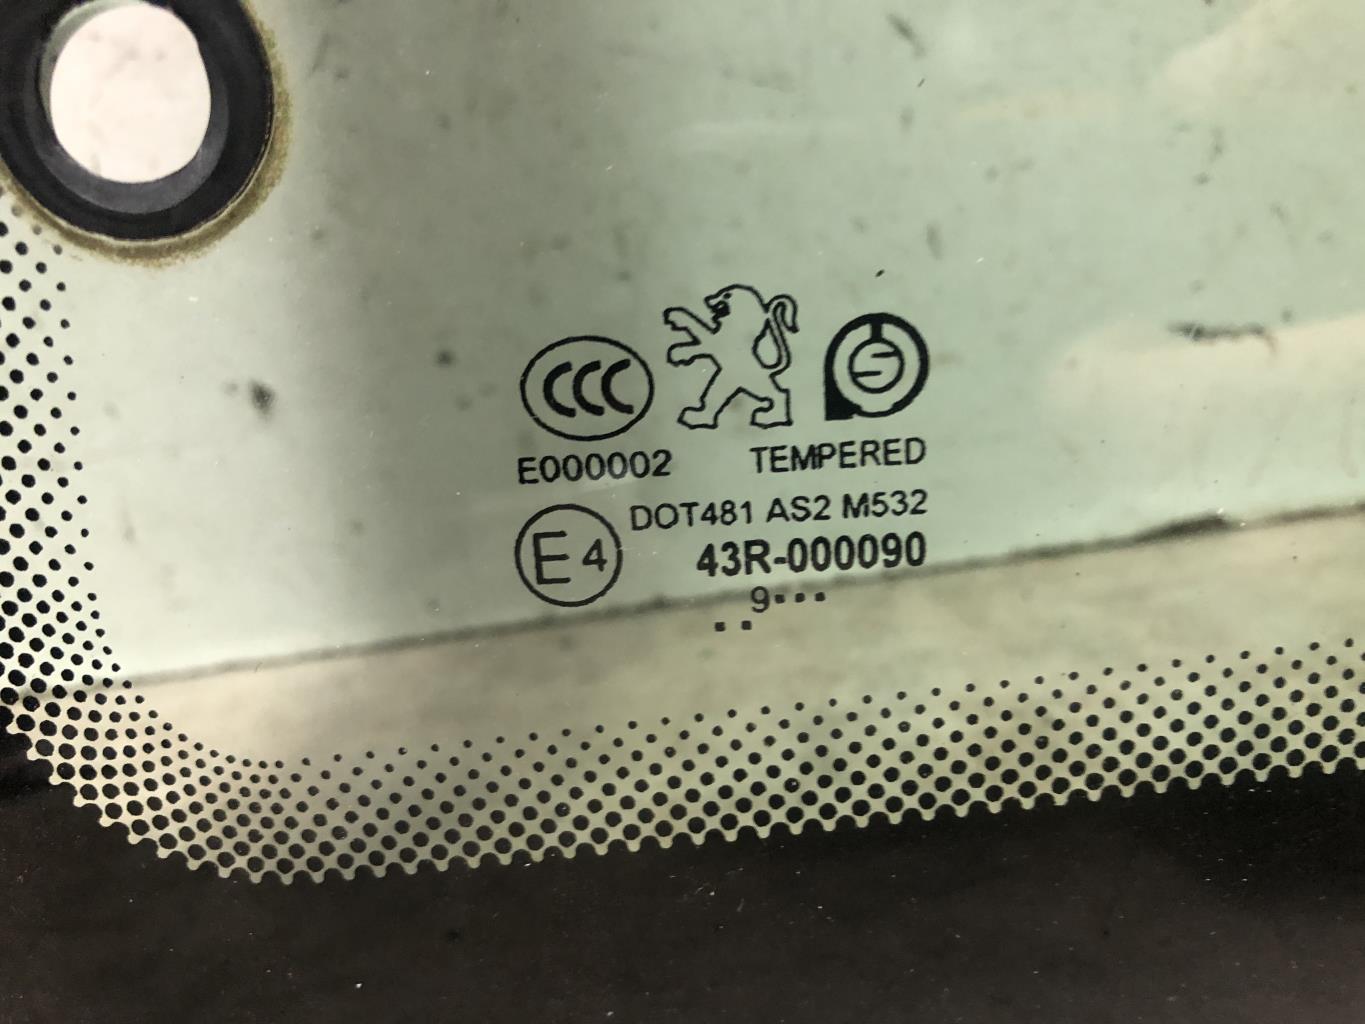 CCC S
E000002 TEMPERED
DOT481 AS2 M532
E4 43R-000090
9...
..